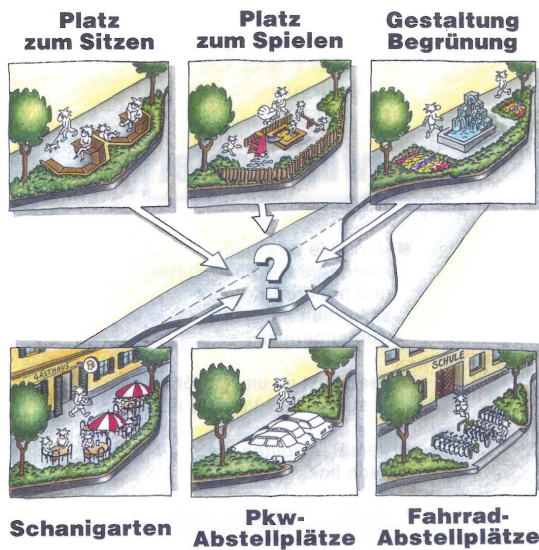 Platz
zum Sitzen
Platz
zum Spielen
Gestaltung
Begrünung
?
GASTHAUS
SCHULE
Schanigarten
Pkw-
Abstellplätze
Fahrrad-
Abstellplätze